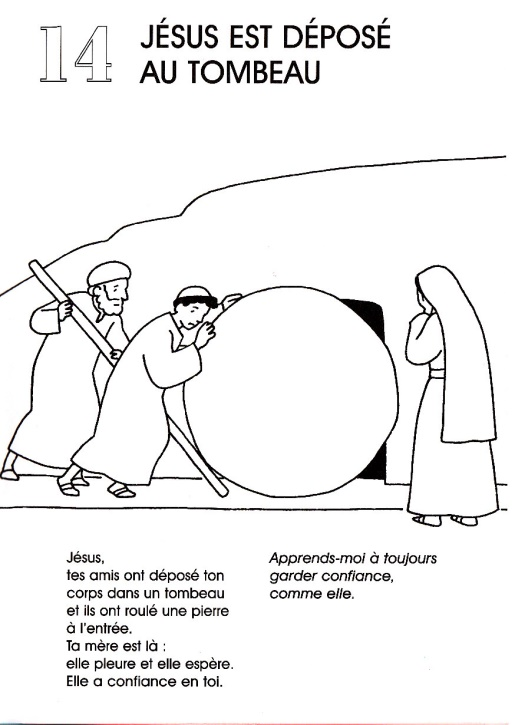 14 JÉSUS EST DÉPOSÉ
AU TOMBEAU
Jésus,
tes amis ont déposé ton
corps dans un tombeau
et ils ont roulé une pierre
à l'entrée.
Ta mère est là :
elle pleure et elle espère.
Elle a confiance en toi.
Apprends-moi à toujours
garder confiance,
comme elle.